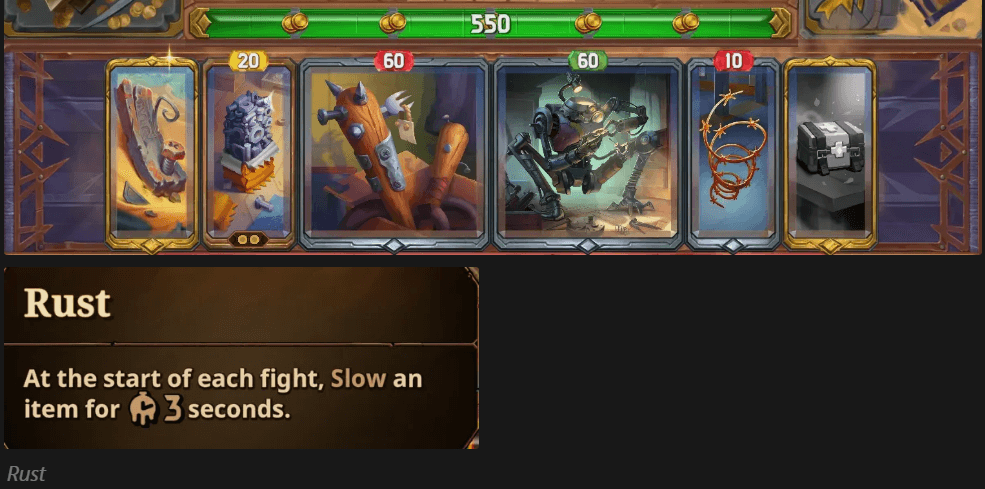 550
20
60
60
10
Rust
At the start of each fight, Slow an
item for 3 seconds.
Rust